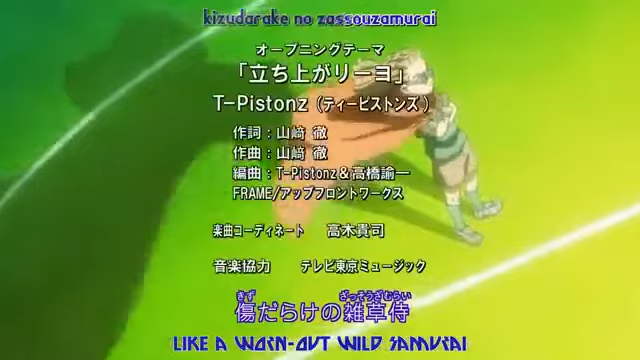 kizudarake no zassouzamurai
オープニングテーマ
「立ち上がリーヨ」
T-Pistonz (ティーピストンズ)
作詞：山﨑 徹
作曲：山﨑 徹
編曲：T-Pistonz＆高橋諭一
FRAME/アップフロントワークス
楽曲コーディネート 高木貴司
音楽協力 テレビ東京ミュージック
きず ざっそうざむらい
傷だらけの雑草侍
LIKE A WORN-OUT WILD SAMURAI